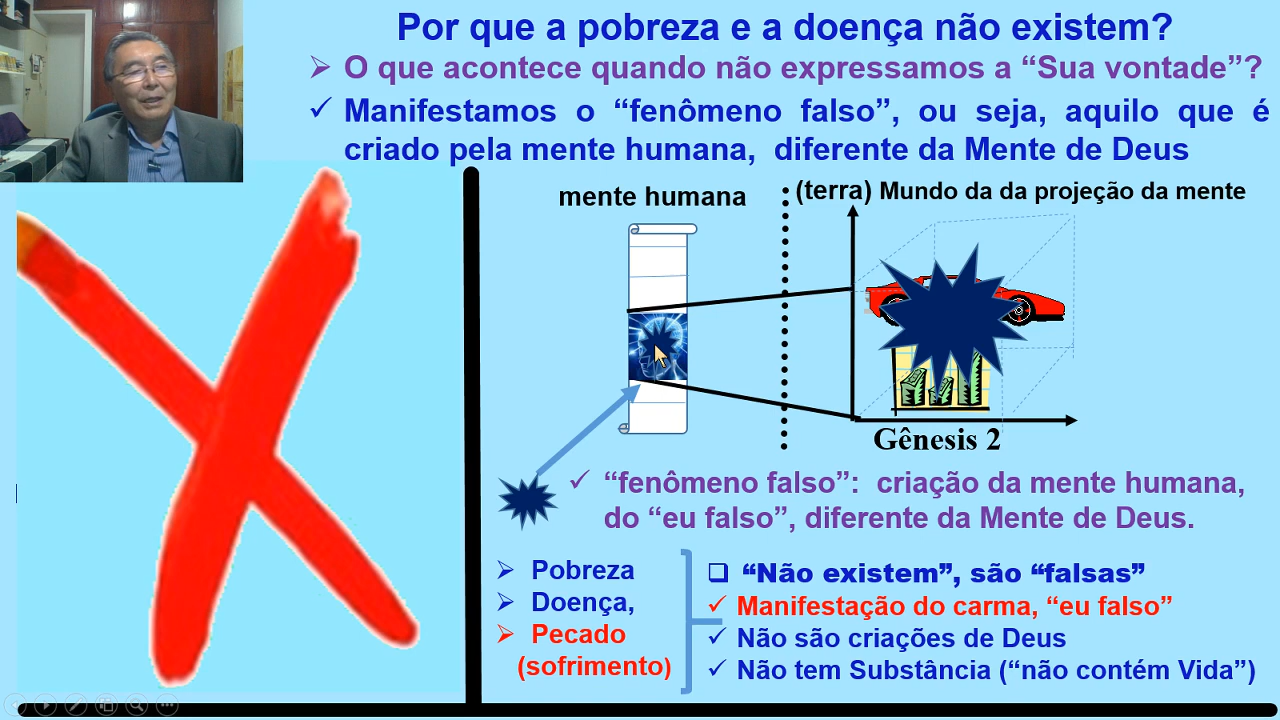 Por que a pobreza e a doença não existem?
O que acontece quando não expressamos a “Sua vontade”?
Manifestamos o “fenômeno falso”, ou seja, aquilo que é
criado pela mente humana, diferente da Mente de Deus
mente humana
(terra) Mundo da da projeção da mente
Gênesis 2
“fenômeno falso”: criação da mente humana,
do “eu falso”, diferente da Mente de Deus.
Pobreza
Doença,
Pecado
(sofrimento)
“Não existem”, são “falsas”
Manifestação do carma, “eu falso”
Não são criações de Deus
Não tem Substância (“não contém Vida”)